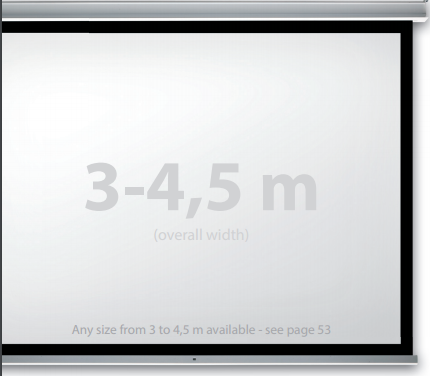 3-4,5 m
(overall width)
Any size from 3 to 4,5 m available - see page 53